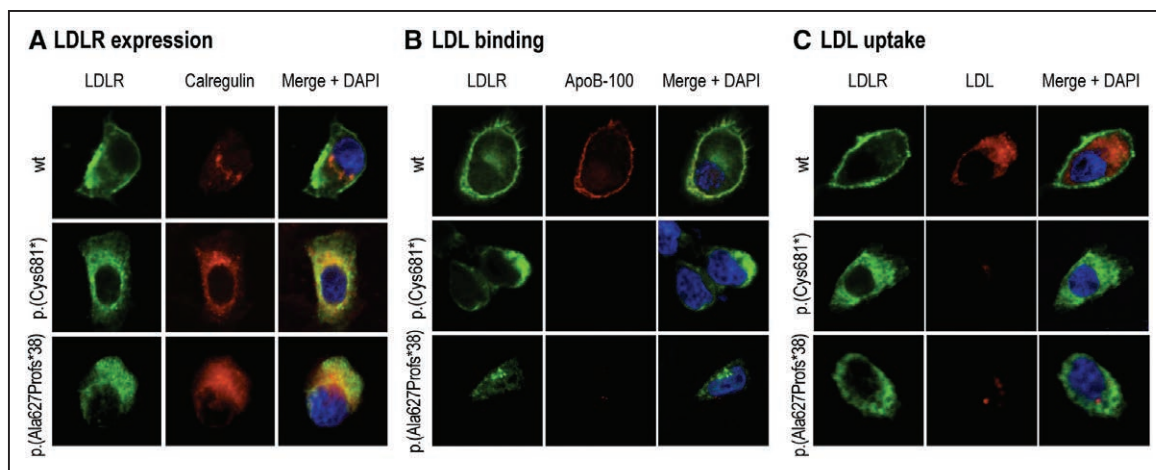 A LDLR expression
LDLR Calregulin Merge + DAPI
wt
p.(Cys681*)
p.(Ala627Profs*38)
B LDL binding
LDLR ApoB-100 Merge + DAPI
wt
p.(Cys681*)
p.(Ala627Profs*38)
C LDL uptake
LDLR LDL Merge + DAPI
wt
p.(Cys681*)
p.(Ala627Profs*38)